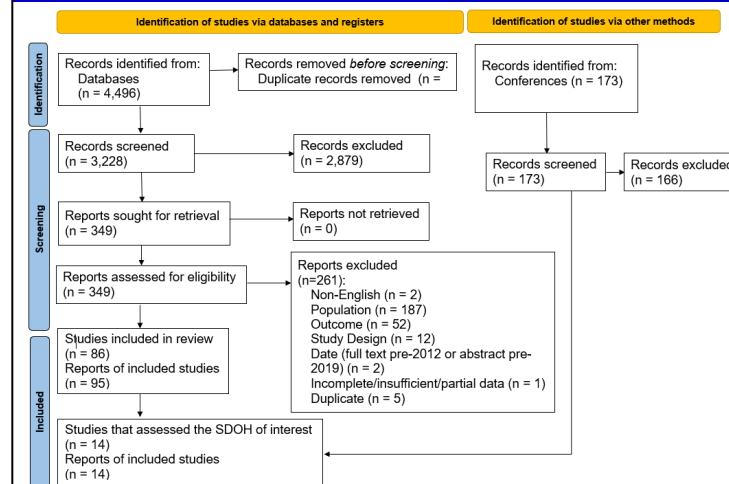 Identification of studies via databases and registers
Identification of studies via other methods
Identification
Records identified from:
Databases
(n = 4,496)
Records removed before screening:
Duplicate records removed (n =
Records identified from:
Conferences (n = 173)
Screening
Records screened
(n = 3,228)
Records excluded
(n = 2,879)
Records screened
(n = 173)
Records excluded
(n = 166)
Reports sought for retrieval
(n = 349)
Reports not retrieved
(n = 0)
Reports assessed for eligibility
(n = 349)
Reports excluded
(n=261):
Non-English (n = 2)
Population (n = 187)
Outcome (n = 52)
Study Design (n = 12)
Date (full text pre-2012 or abstract pre-
2019) (n = 2)
Incomplete/insufficient/partial data (n = 1)
Duplicate (n = 5)
Included
Studies included in review
(n = 86)
Reports of included studies
(n = 95)
Studies that assessed the SDOH of interest
(n = 14)
Reports of included studies
(n = 14)